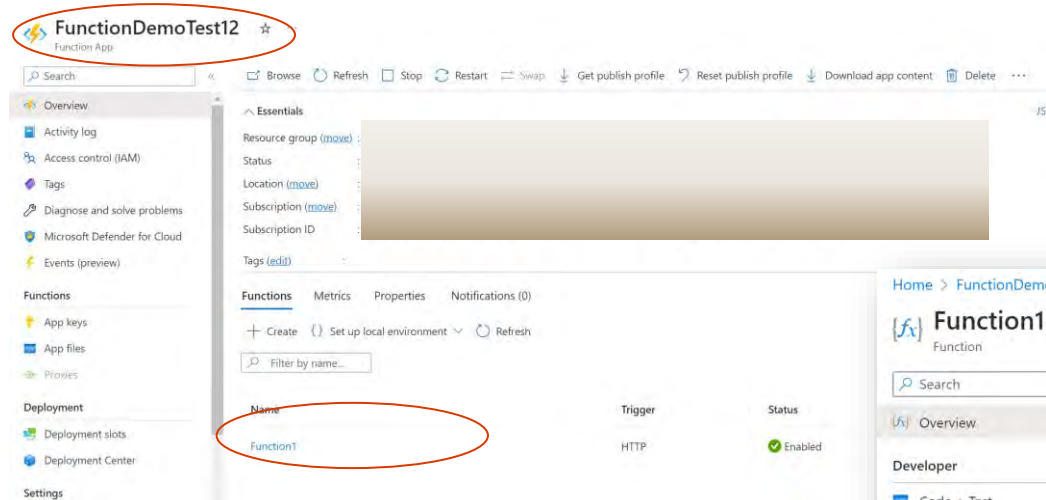 FunctionDemoTest12
Function App
Search
«
Browse Refresh Stop Restart Swap Get publish profile Reset publish profile Download app content Delete ...
Overview
Activity log
Access control (IAM)
Tags
Diagnose and solve problems
Microsoft Defender for Cloud
Events (preview)
Functions
App keys
App files
Proxies
Deployment
Deployment slots
Deployment Center
Settings
Essentials
JS
Resource group (move) :
Status :
Location (move) :
Subscription (move) :
Subscription ID :
Tags (edit) :
Functions Metrics Properties Notifications (0)
Create Set up local environment Refresh
Filter by name...
Name Trigger Status
Function1 HTTP Enabled
Home > FunctionDemo
Function1
Function
Search
Overview
Developer
Code + Test